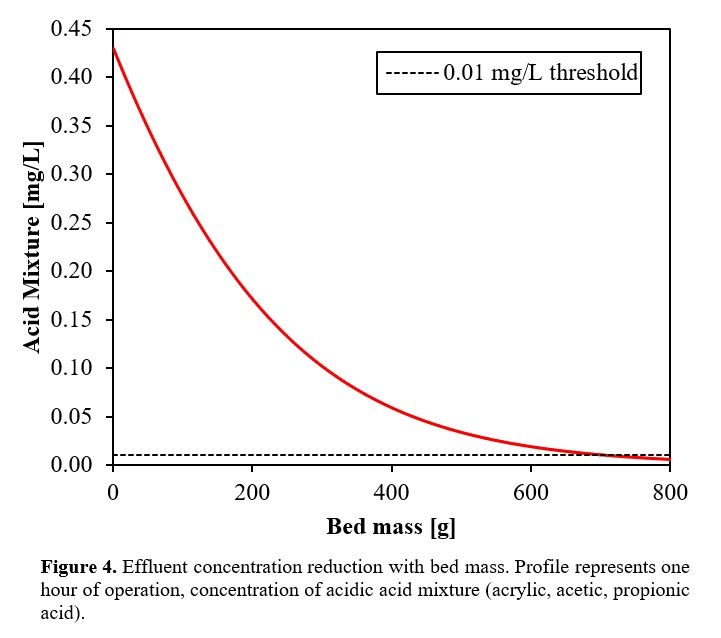 0.45
0.40
0.35
0.30
0.25
0.20
0.15
0.10
0.05
0.00
Acid Mixture [mg/L]
0.01 mg/L threshold
0 200 400 600 800
Bed mass [g]
Figure 4. Effluent concentration reduction with bed mass. Profile represents one
hour of operation, concentration of acidic acid mixture (acrylic, acetic, propionic
acid).